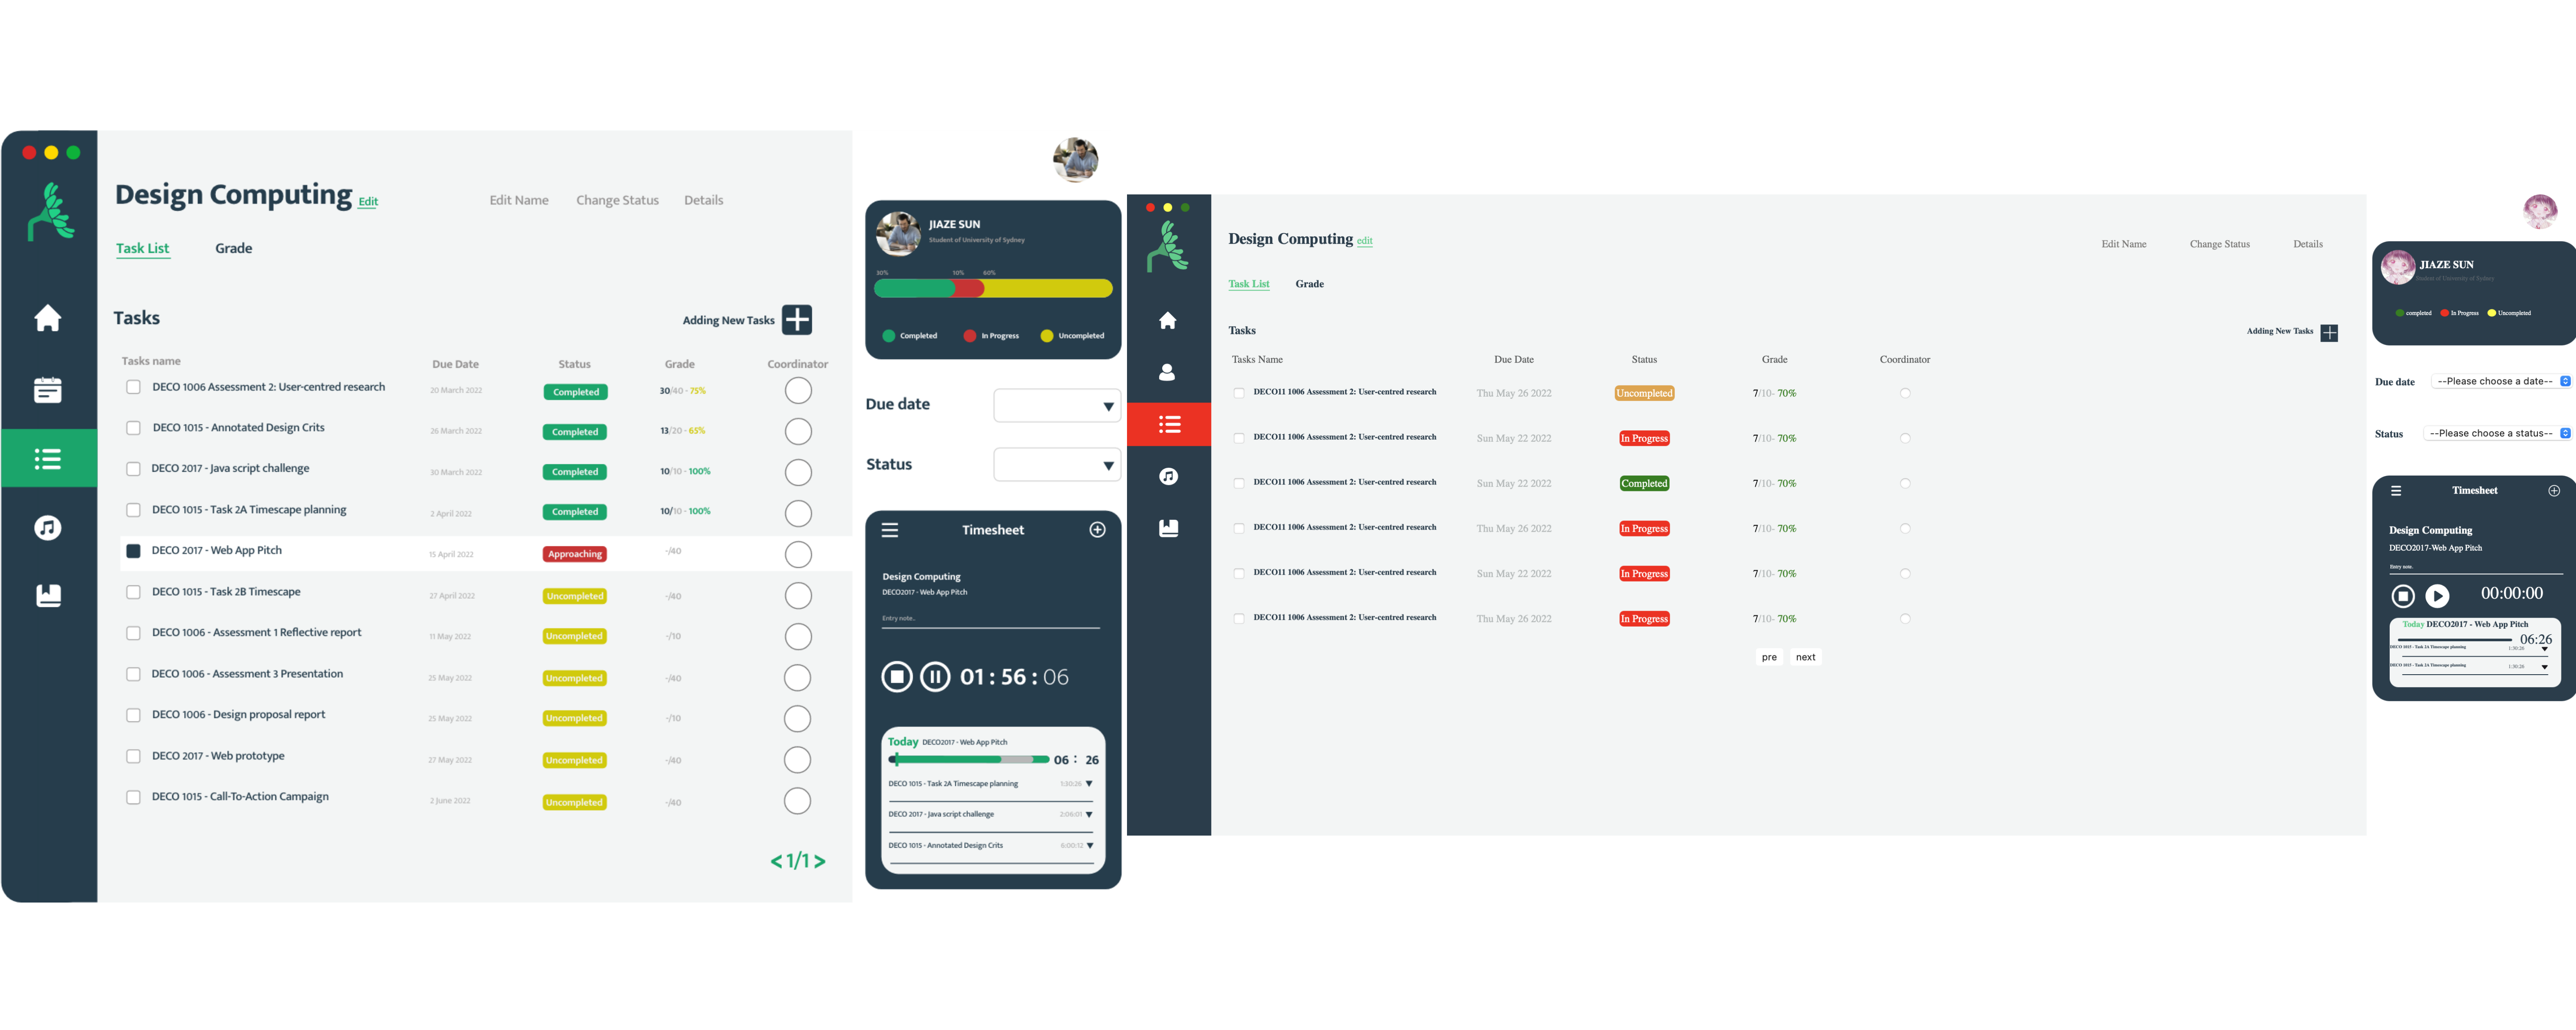 Design Computing Edit
Edit Name Change Status Details
Task List Grade
Tasks
Adding New Tasks
Tasks name Due Date Status Grade Coordinator
DECO 1006 Assessment 2: User-centred research 20 March 2022 Completed 30/40 - 75%
DECO 1015 - Annotated Design Crits 26 March 2022 Completed 13/20 - 65%
DECO 2017 - Java script challenge 30 March 2022 Completed 10/10 - 100%
DECO 1015 - Task 2A Timescape planning 2 April 2022 Completed 10/10 - 100%
DECO 2017 - Web App Pitch 15 April 2022 Approaching -/40
DECO 1015 - Task 2B Timescape 27 April 2022 Uncompleted -/40
DECO 1006 - Assessment 1 Reflective report 11 May 2022 Uncompleted -/10
DECO 1006 - Assessment 3 Presentation 25 May 2022 Uncompleted -/40
DECO 1006 - Design proposal report 25 May 2022 Uncompleted -/10
DECO 2017 - Web prototype 27 May 2022 Uncompleted -/40
DECO 1015 - Call-To-Action Campaign 2 June 2022 Uncompleted -/40
< 1/1 >
JIAZE SUN
Student of University of Sydney
30% 10% 60%
Completed In Progress Uncompleted
Due date
Status
Timesheet
Design Computing
DECO2017 - Web App Pitch
Entry note..
01 : 56 : 06
Today DECO2017 - Web App Pitch
06 : 26
DECO 1015 - Task 2A Timescape planning 1:30:26
DECO 2017 - Java script challenge 2:06:01
DECO 1015 - Annotated Design Crits 6:00:12
Design Computing edit
Edit Name Change Status Details
Task List Grade
Tasks
Adding New Tasks
Tasks Name Due Date Status Grade Coordinator
DECO11 1006 Assessment 2: User-centred research Thu May 26 2022 Uncompleted 7/10- 70%
DECO11 1006 Assessment 2: User-centred research Sun May 22 2022 In Progress 7/10- 70%
DECO11 1006 Assessment 2: User-centred research Sun May 22 2022 Completed 7/10- 70%
DECO11 1006 Assessment 2: User-centred research Thu May 26 2022 In Progress 7/10- 70%
DECO11 1006 Assessment 2: User-centred research Sun May 22 2022 In Progress 7/10- 70%
DECO11 1006 Assessment 2: User-centred research Thu May 26 2022 In Progress 7/10- 70%
pre next
JIAZE SUN
Student of University of Sydney
completed In Progress Uncompleted
Due date --Please choose a date--
Status --Please choose a status--
Timesheet
Design Computing
DECO2017-Web App Pitch
Entry note.
00:00:00
Today DECO2017 - Web App Pitch
06:26
DECO 1015 - Task 2A Timescape planning 1:30:26
DECO 1015 - Task 2A Timescape planning 1:30:26